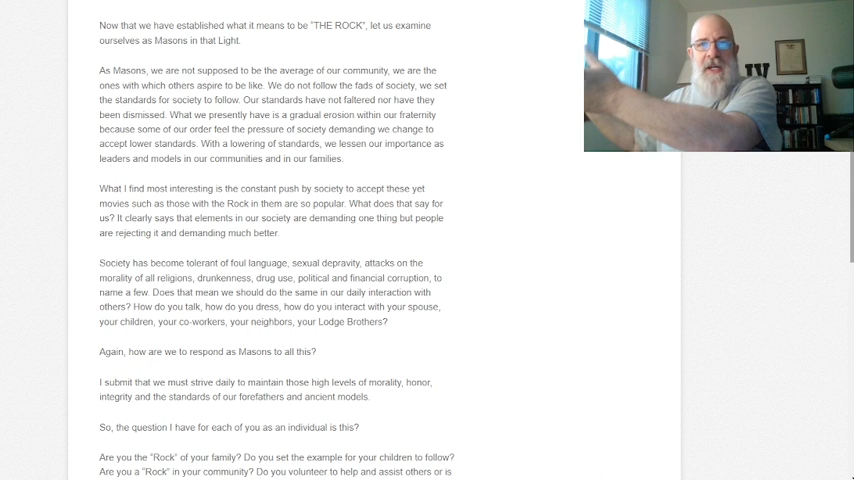 Now that we have established what it means to be "THE ROCK", let us examine
ourselves as Masons in that Light.
As Masons, we are not supposed to be the average of our community, we are the
ones with which others aspire to be like. We do not follow the fads of society, we set
the standards for society to follow. Our standards have not faltered nor have they
been dismissed. What we presently have is a gradual erosion within our fraternity
because some of our order feel the pressure of society demanding we change to
accept lower standards. With a lowering of standards, we lessen our importance as
leaders and models in our communities and in our families.
What I find most interesting is the constant push by society to accept these yet
movies such as those with the Rock in them are so popular. What does that say for
us? It clearly says that elements in our society are demanding one thing but people
are rejecting it and demanding much better.
Society has become tolerant of foul language, sexual depravity, attacks on the
morality of all religions, drunkenness, drug use, political and financial corruption, to
name a few. Does that mean we should do the same in our daily interaction with
others? How do you talk, how do you dress, how do you interact with your spouse,
your children, your co-workers, your neighbors, your Lodge Brothers?
Again, how are we to respond as Masons to all this?
I submit that we must strive daily to maintain those high levels of morality, honor,
integrity and the standards of our forefathers and ancient models.
So, the question I have for each of you as an individual is this?
Are you the "Rock" of your family? Do you set the example for your children to follow?
Are you a "Rock" in your community? Do you volunteer to help and assist others or is